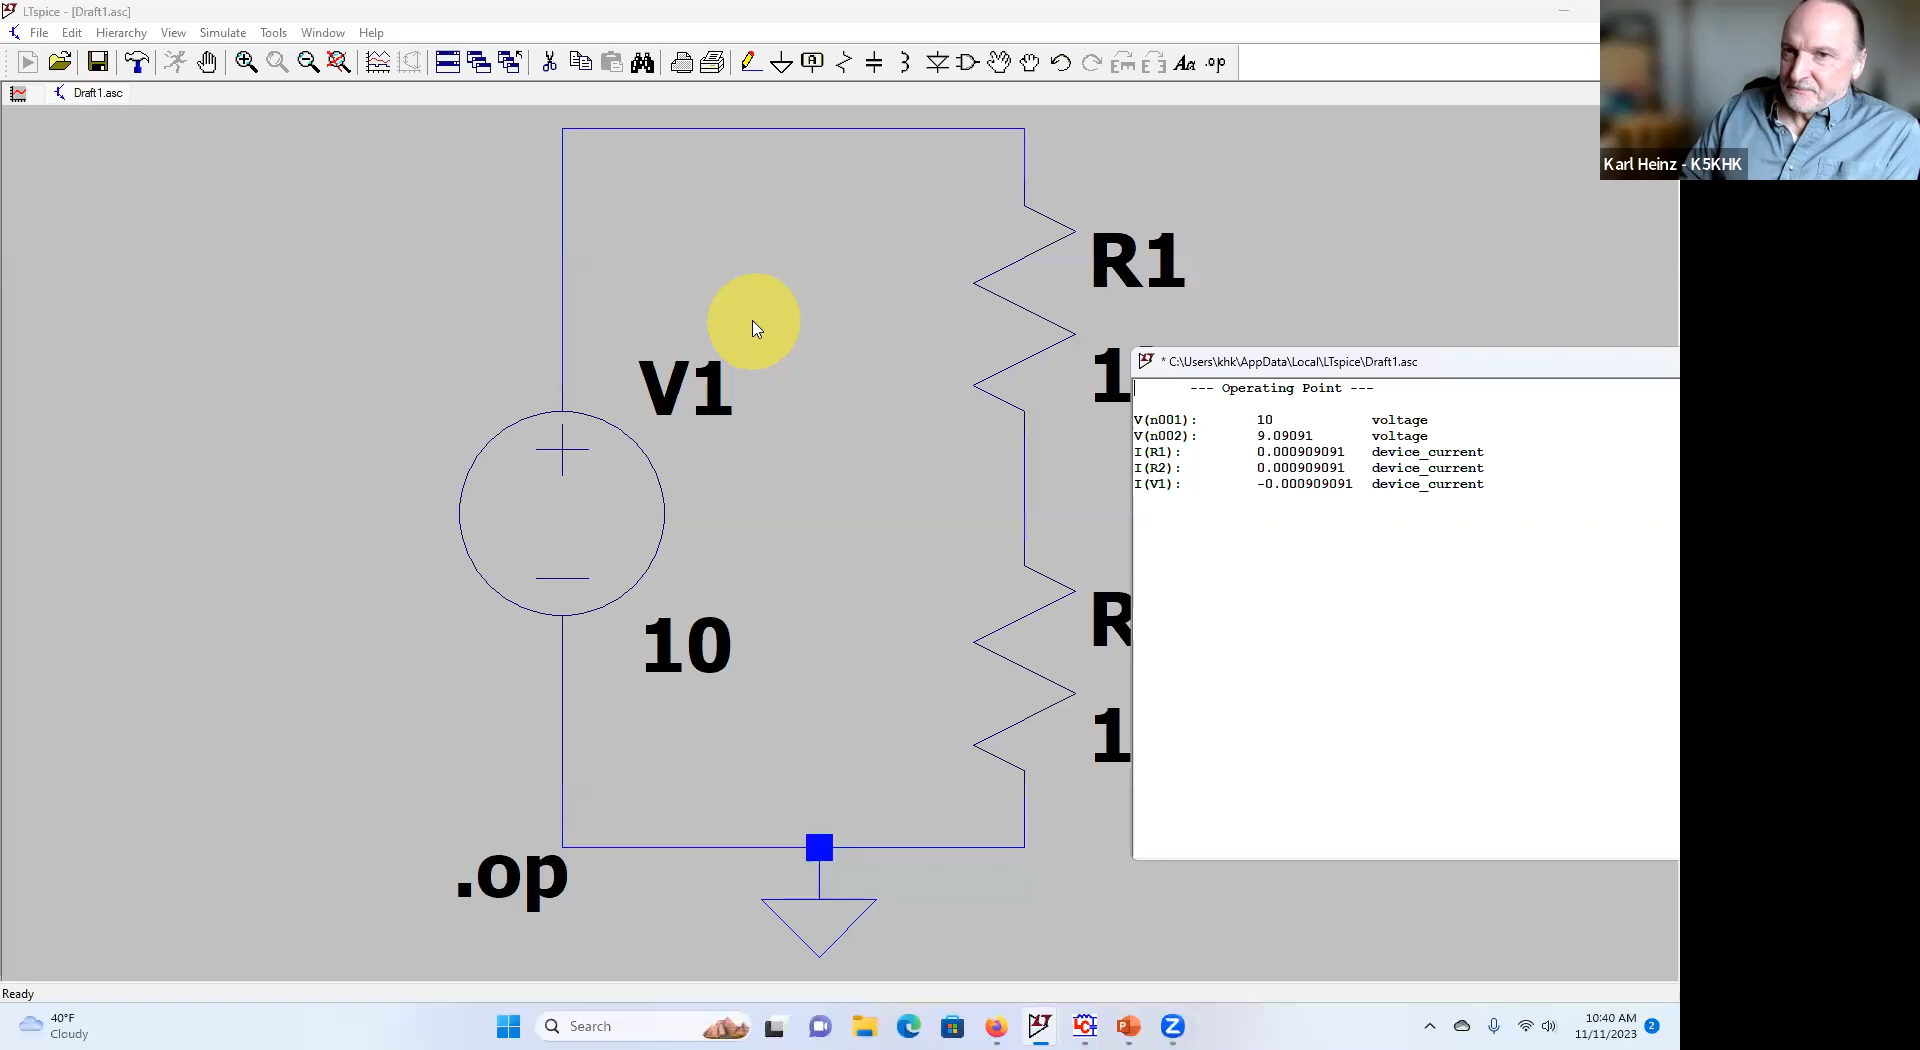 LTspice - [Draft1.asc]
File Edit Hierarchy View Simulate Tools Window Help
A Aa .op
Draft1.asc
Karl Heinz - K5KHK
R1
V1
10
.op
* C:\Users\khk\AppData\Local\LTspice\Draft1.asc
--- Operating Point ---
V(n001): 10 voltage
V(n002): 9.09091 voltage
I(R1): 0.000909091 device_current
I(R2): 0.000909091 device_current
I(V1): -0.000909091 device_current
R
1
Ready
40°F
Cloudy
Search
10:40 AM
11/11/2023
2